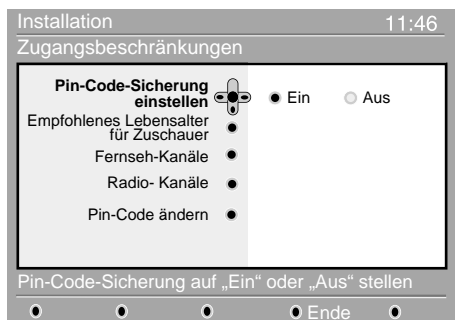 Installation 11:46
Zugangsbeschränkungen
Pin-Code-Sicherung
einstellen
Ein Aus
Empfohlenes Lebensalter
für Zuschauer
Fernseh-Kanäle
Radio- Kanäle
Pin-Code ändern
Pin-Code-Sicherung auf „Ein“ oder „Aus“ stellen
Ende